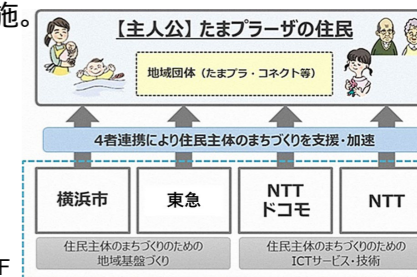 施。
【主人公】たまプラーザの住民
地域団体（たまプラ・コネクト等）
4者連携により住民主体のまちづくりを支援・加速
横浜市
東急
NTT
ドコモ
NTT
住民主体のまちづくりのための
地域基盤づくり
住民主体のまちづくりのための
ICTサービス・技術